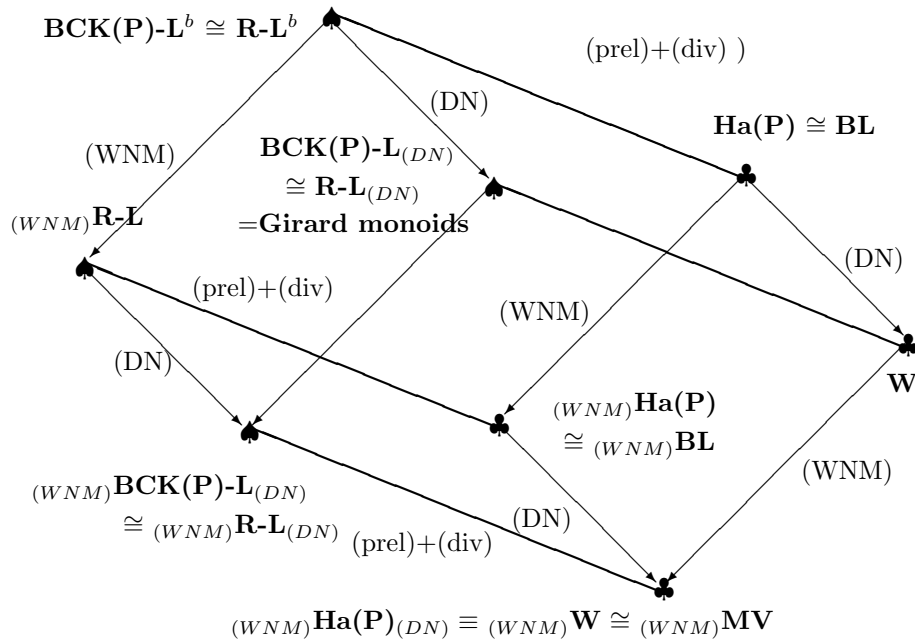 BCK(P)-L^b ≅ R-L^b
(prel)+(div) )
(DN)
Ha(P) ≅ BL
(WNM)
BCK(P)-L_(DN)
≅ R-L_(DN)
=Girard monoids
_(WNM)R-L
(DN)
(prel)+(div)
(WNM)
(DN)
W
_(WNM)Ha(P)
≅ _(WNM)BL
(WNM)
_(WNM)BCK(P)-L_(DN)
≅ _(WNM)R-L_(DN)
(prel)+(div)
(DN)
_(WNM)Ha(P)_(DN) ≡ _(WNM)W ≅ _(WNM)MV